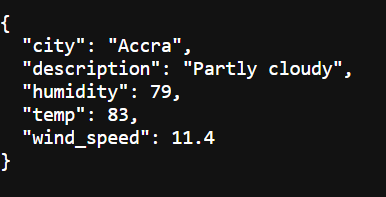 {
  "city": "Accra",
  "description": "Partly cloudy",
  "humidity": 79,
  "temp": 83,
  "wind_speed": 11.4
}